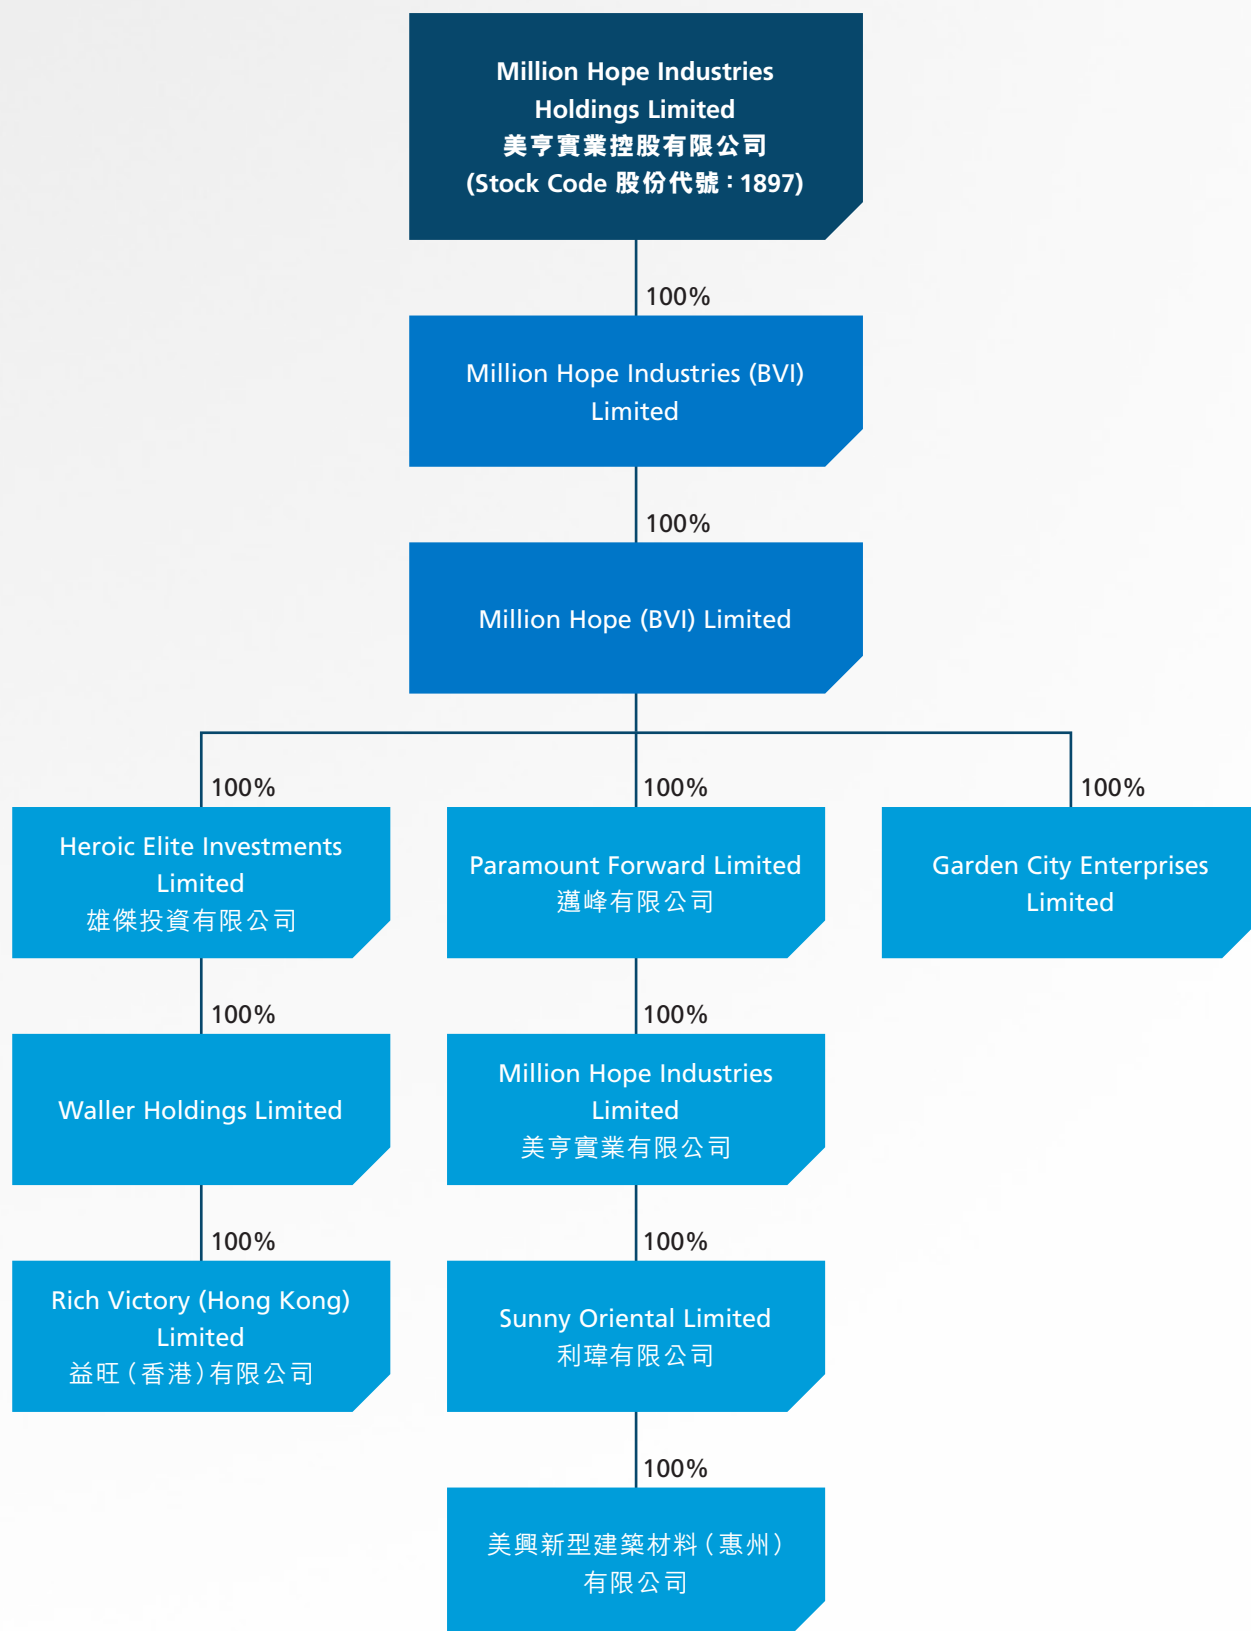 Million Hope Industries
Holdings Limited
美亨實業控股有限公司
(Stock Code 股份代號：1897)
100%
Million Hope Industries (BVI)
Limited
100%
Million Hope (BVI) Limited
100%
100%
100%
Heroic Elite Investments
Limited
雄傑投資有限公司
Paramount Forward Limited
邁峰有限公司
Garden City Enterprises
Limited
100%
100%
Waller Holdings Limited
Million Hope Industries
Limited
美亨實業有限公司
100%
100%
Rich Victory (Hong Kong)
Limited
益旺（香港）有限公司
Sunny Oriental Limited
利瑋有限公司
100%
美興新型建築材料（惠州）
有限公司